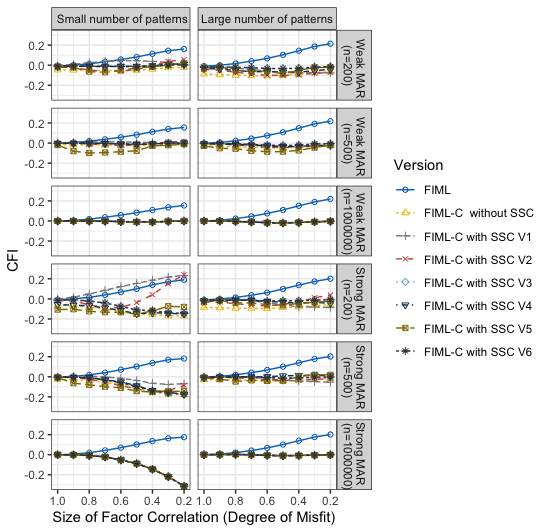 Small number of patterns
Large number of patterns
0.2
0.0
-0.2
Weak MAR
(n=200)
0.2
0.0
-0.2
Weak MAR
(n=500)
0.2
0.0
-0.2
Weak MAR
(n=1000000)
0.2
0.0
-0.2
Strong MAR
(n=200)
0.2
0.0
-0.2
Strong MAR
(n=500)
0.2
0.0
-0.2
Strong MAR
(n=1000000)
1.0 0.8 0.6 0.4 0.2
1.0 0.8 0.6 0.4 0.2
CFI
Size of Factor Correlation (Degree of Misfit)
Version
FIML
FIML-C without SSC
FIML-C with SSC V1
FIML-C with SSC V2
FIML-C with SSC V3
FIML-C with SSC V4
FIML-C with SSC V5
FIML-C with SSC V6